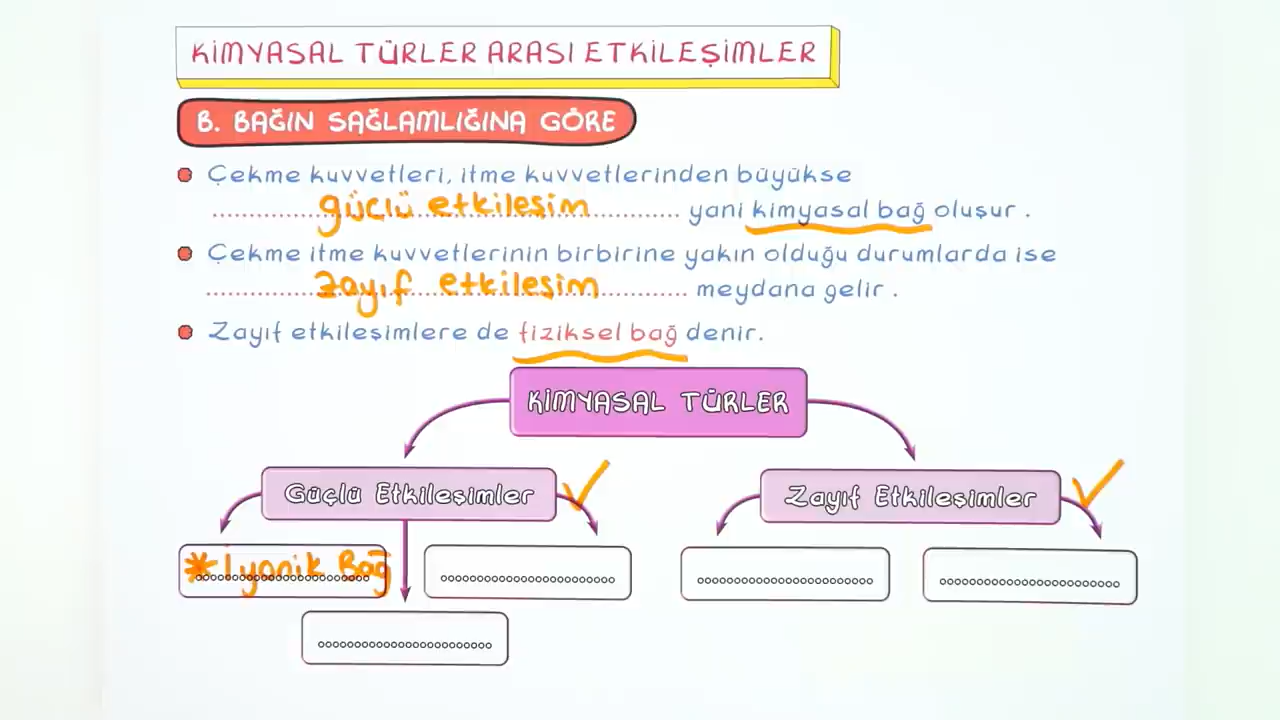 KİMYASAL TÜRLER ARASI ETKİLEŞİMLER
B. BAĞIN SAĞLAMLIĞINA GÖRE
Çekme kuvvetleri, itme kuvvetlerinden büyükse
güçlü etkileşim yani kimyasal bağ oluşur.
Çekme itme kuvvetlerinin birbirine yakın olduğu durumlarda ise
zayıf etkileşim meydana gelir.
Zayıf etkileşimlere de fiziksel bağ denir.
KİMYASAL TÜRLER
Güçlü Etkileşimler
Zayıf Etkileşimler
* İyonik Bağ